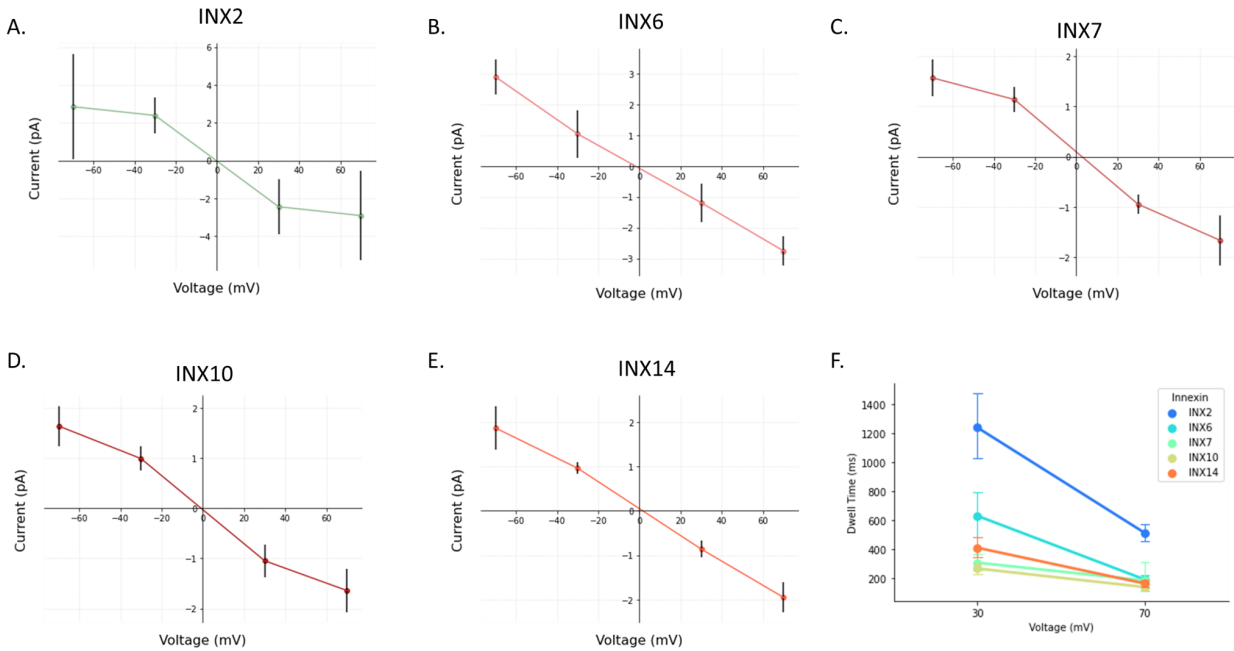 A.
INX2
6
4
2
0
−2
−4
−60
−40
−20
0
20
40
60
Current (pA)
Voltage (mV)
B.
INX6
3
2
1
0
−1
−2
−3
−60
−40
−20
0
20
40
60
Current (pA)
Voltage (mV)
C.
INX7
2
1
0
−1
−2
−60
−40
−20
0
20
40
60
Current (pA)
Voltage (mV)
D.
INX10
2
1
0
−1
−2
−60
−40
−20
0
20
40
60
Current (pA)
Voltage (mV)
E.
INX14
2
1
0
−1
−2
−60
−40
−20
0
20
40
60
Current (pA)
Voltage (mV)
F.
1400
1200
1000
800
600
400
200
Dwell Time (ms)
30
70
Voltage (mV)
Innexin
INX2
INX6
INX7
INX10
INX14